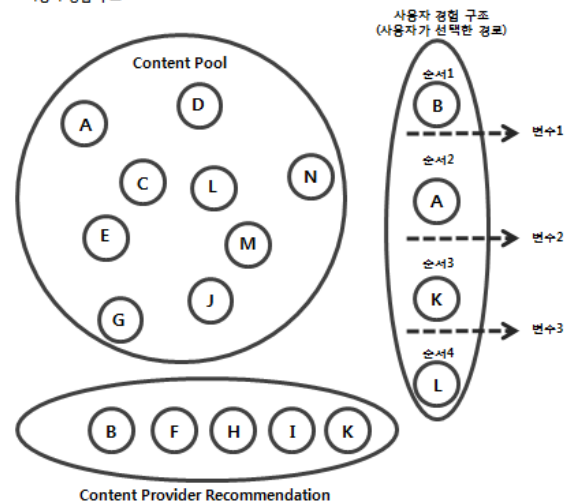 사용자 경험 구조
(사용자가 선택한 경로)
Content Pool
A
D
C
L
N
E
M
G
J
순서1
B
변수1
순서2
A
변수2
순서3
K
변수3
순서4
L
B F H I K
Content Provider Recommendation